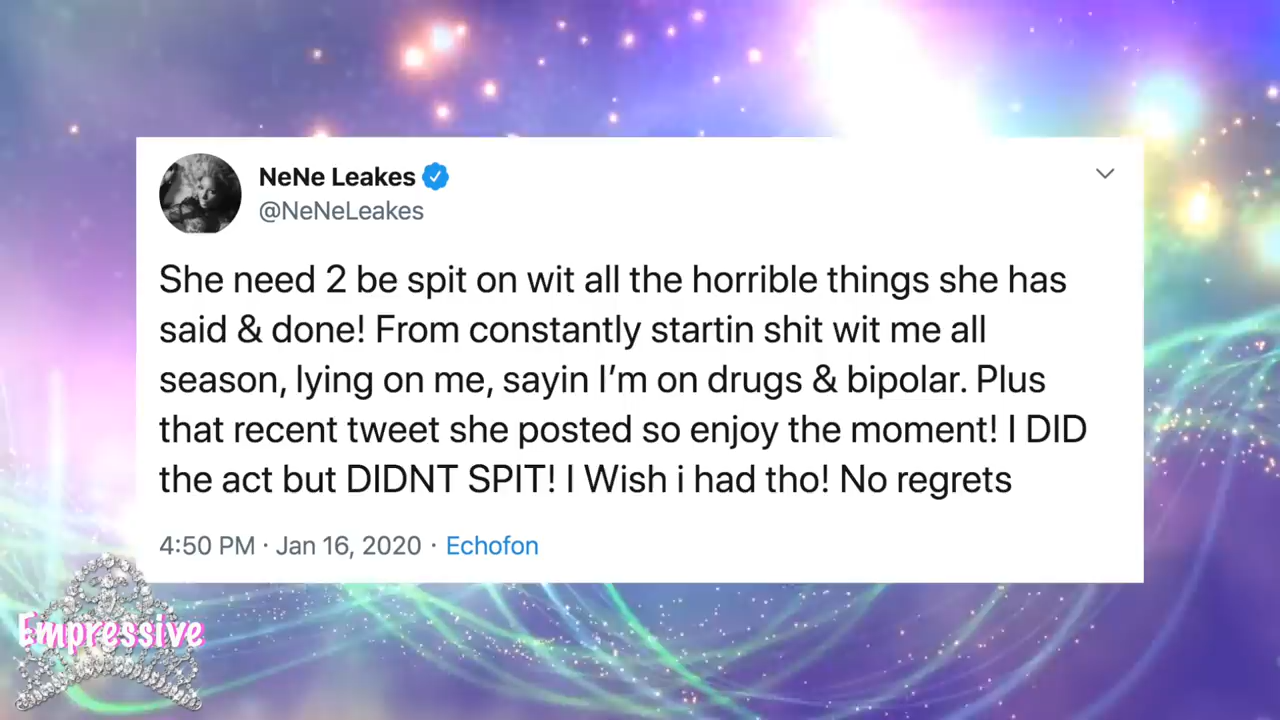 NeNe Leakes
@NeNeLeakes
She need 2 be spit on wit all the horrible things she has
said & done! From constantly startin shit wit me all
season, lying on me, sayin I’m on drugs & bipolar. Plus
that recent tweet she posted so enjoy the moment! I DID
the act but DIDNT SPIT! I Wish i had tho! No regrets
4:50 PM · Jan 16, 2020 · Echofon
Empressive